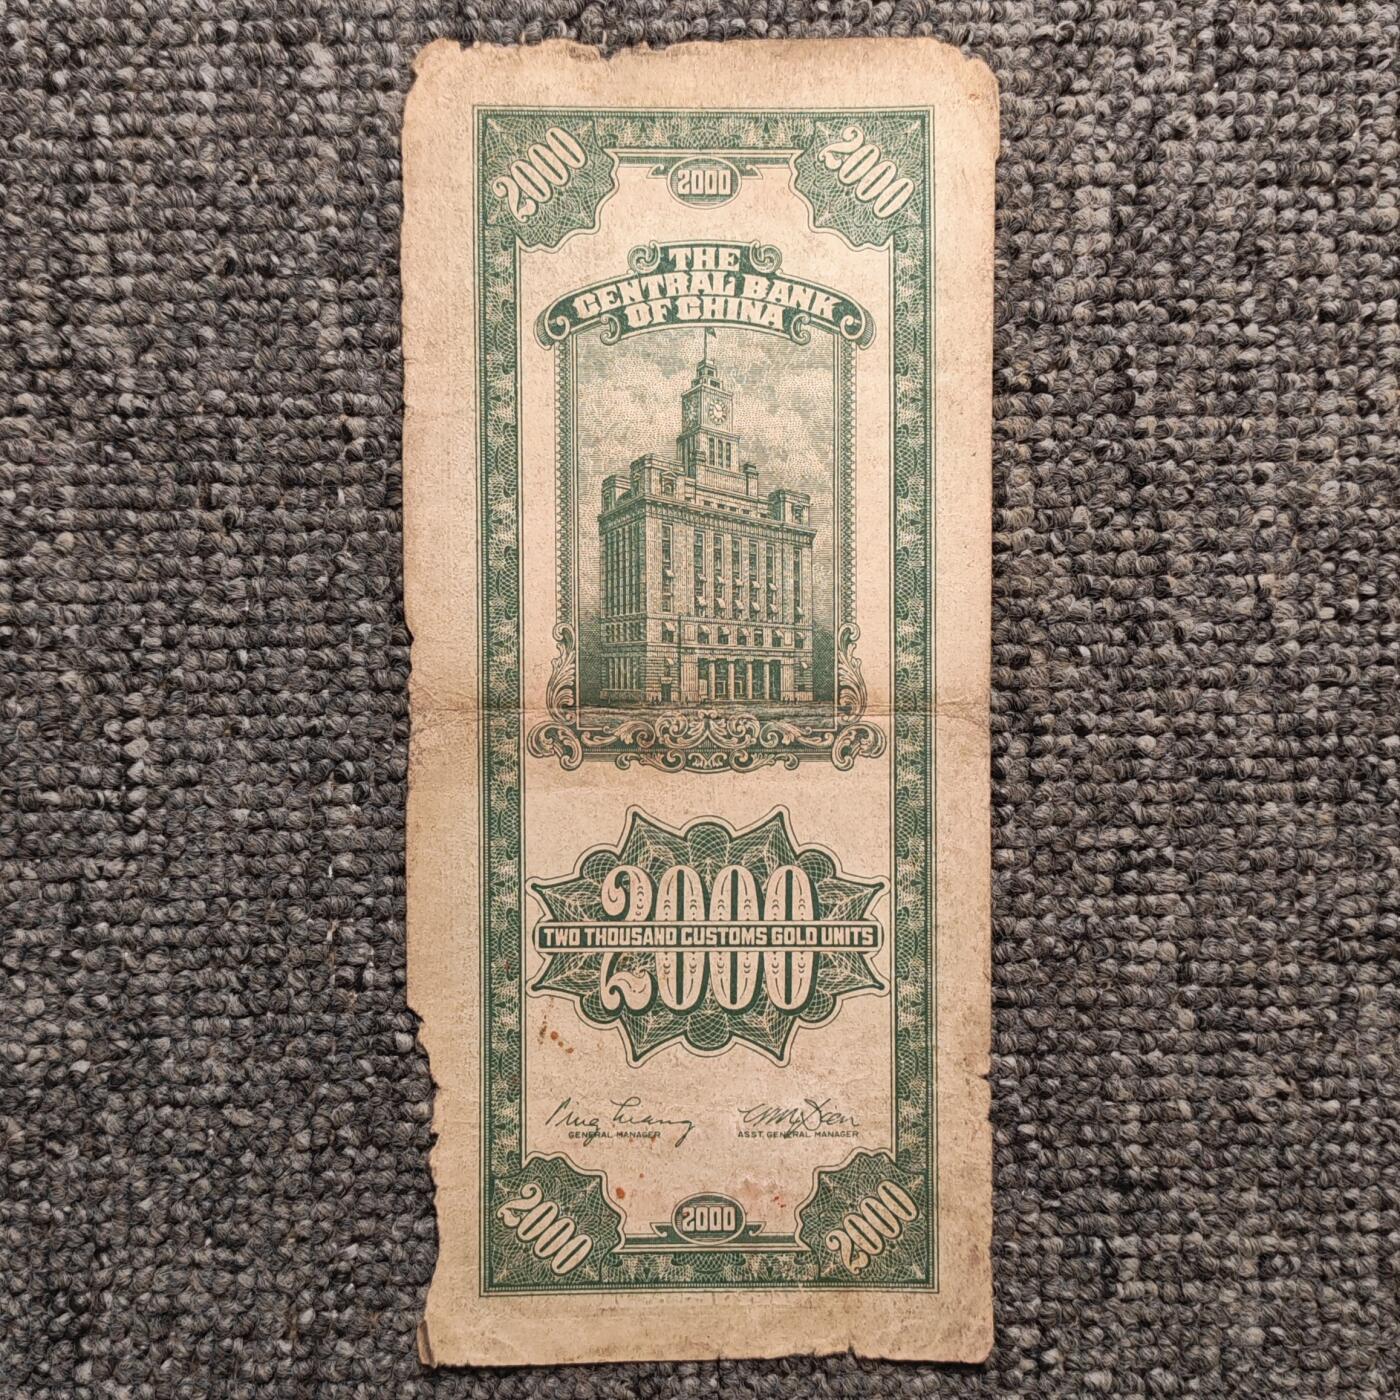 2000 2000 2000
THE
CENTRAL BANK
OF CHINA
2000
TWO THOUSAND CUSTOMS GOLD UNITS
GENERAL MANAGER ASST. GENERAL MANAGER
2000 2000 2000